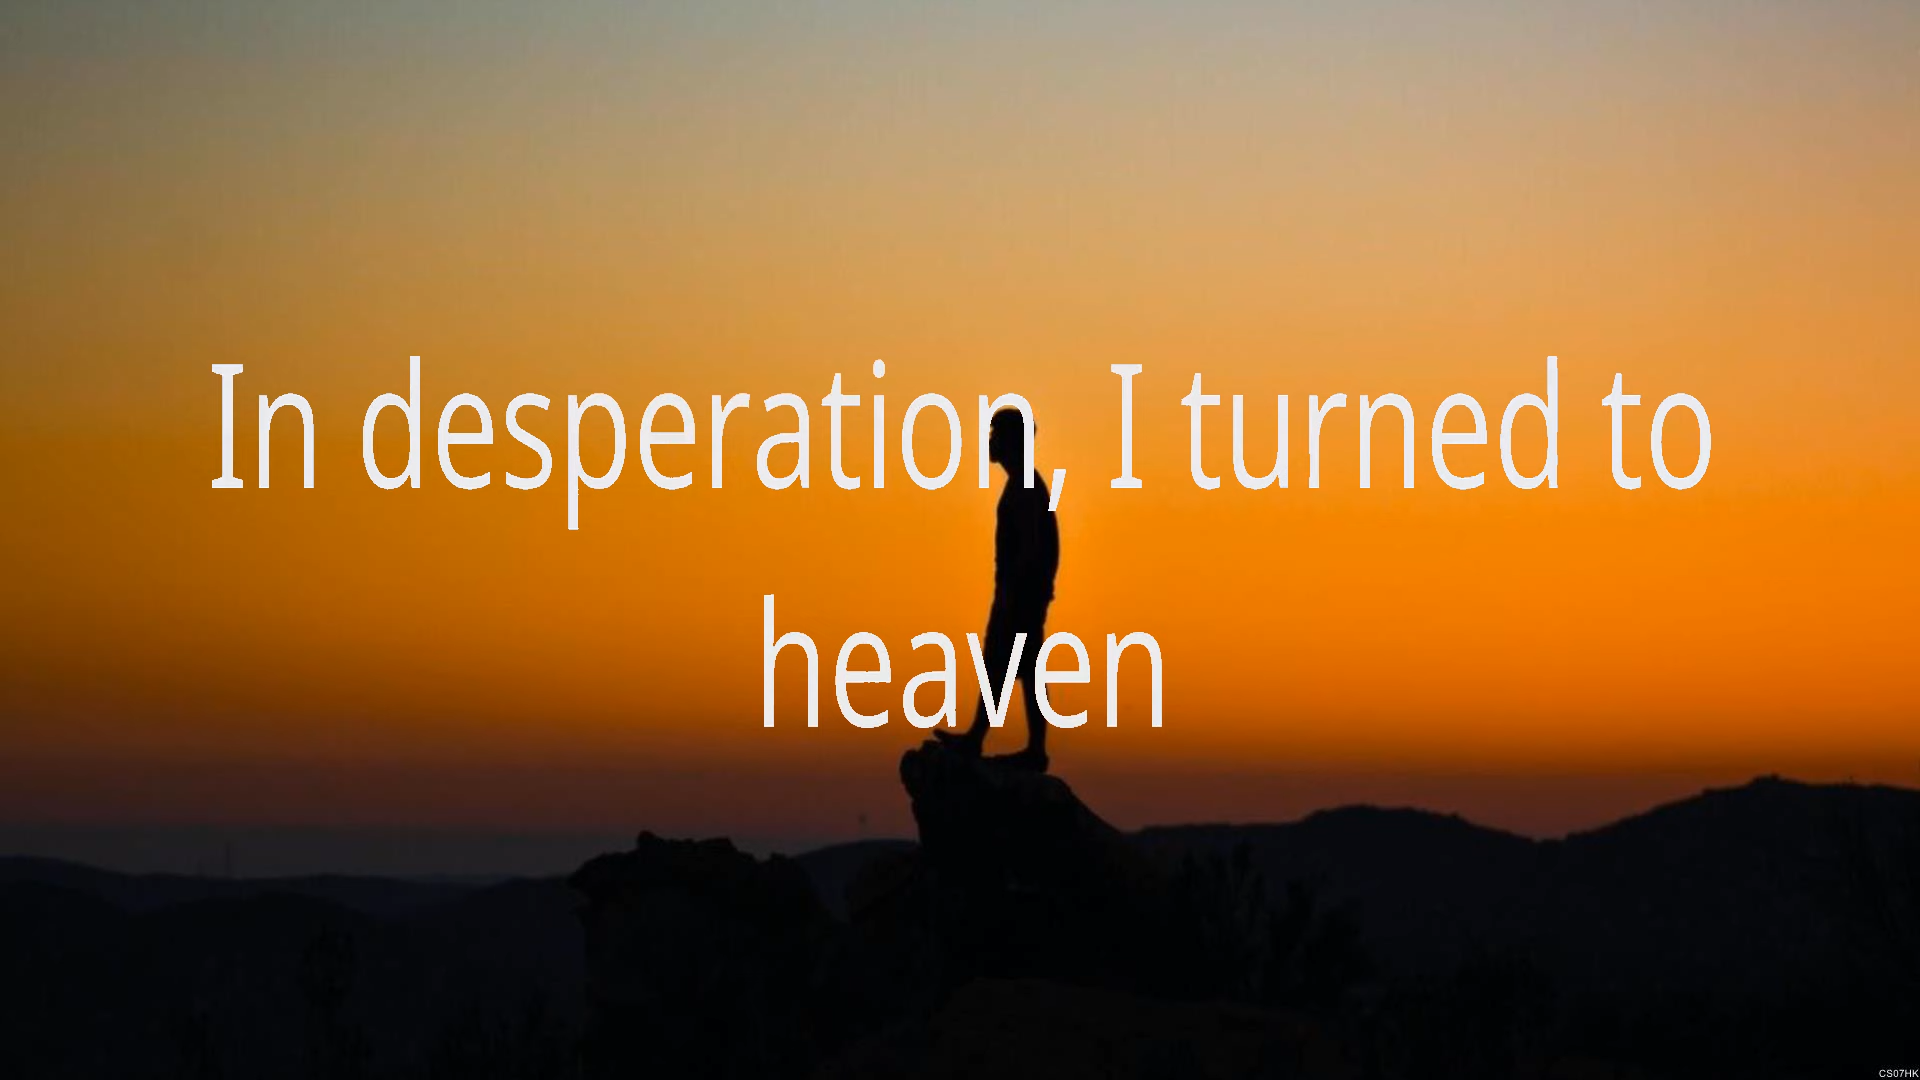 In desperation, I turned to
heaven
CS07HK